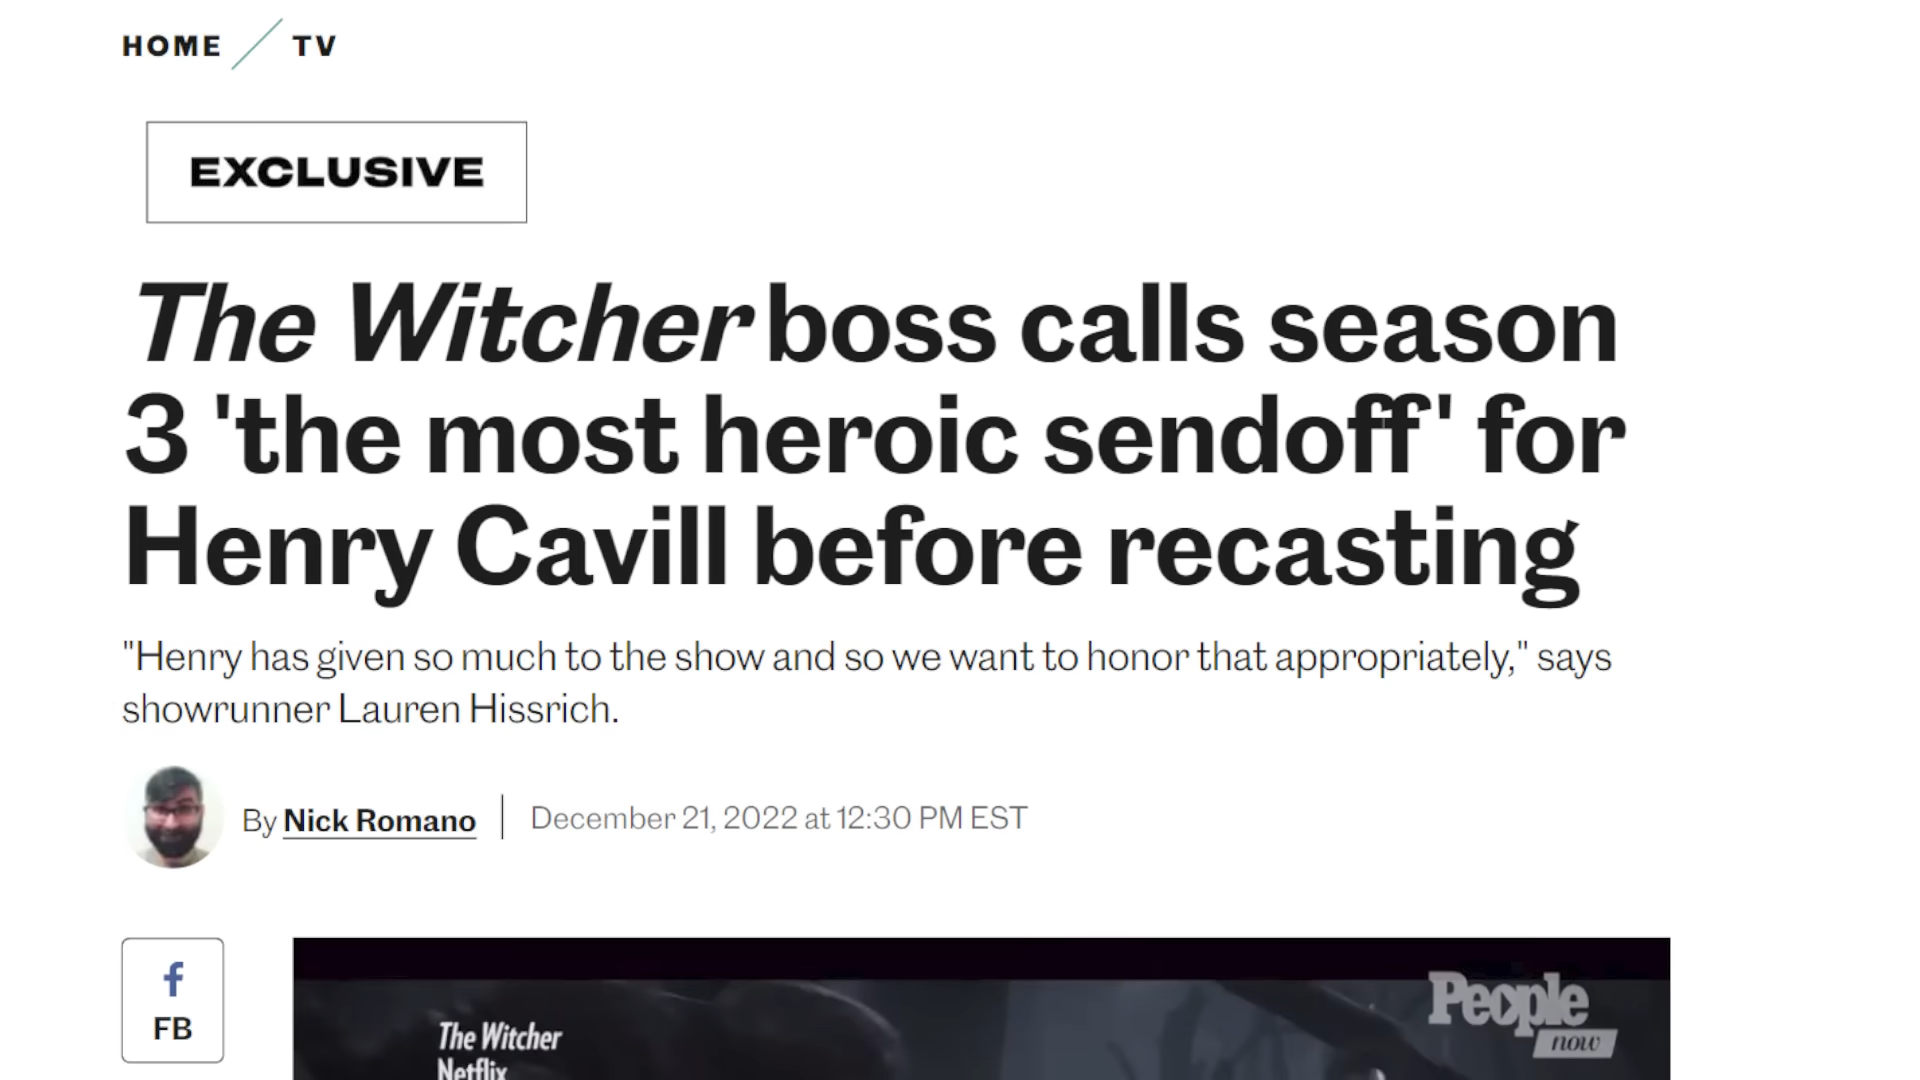 HOME / TV
EXCLUSIVE
The Witcher boss calls season
3 'the most heroic sendoff' for
Henry Cavill before recasting
"Henry has given so much to the show and so we want to honor that appropriately," says
showrunner Lauren Hissrich.
By Nick Romano | December 21, 2022 at 12:30 PM EST
f
FB
People
now
The Witcher
Netflix